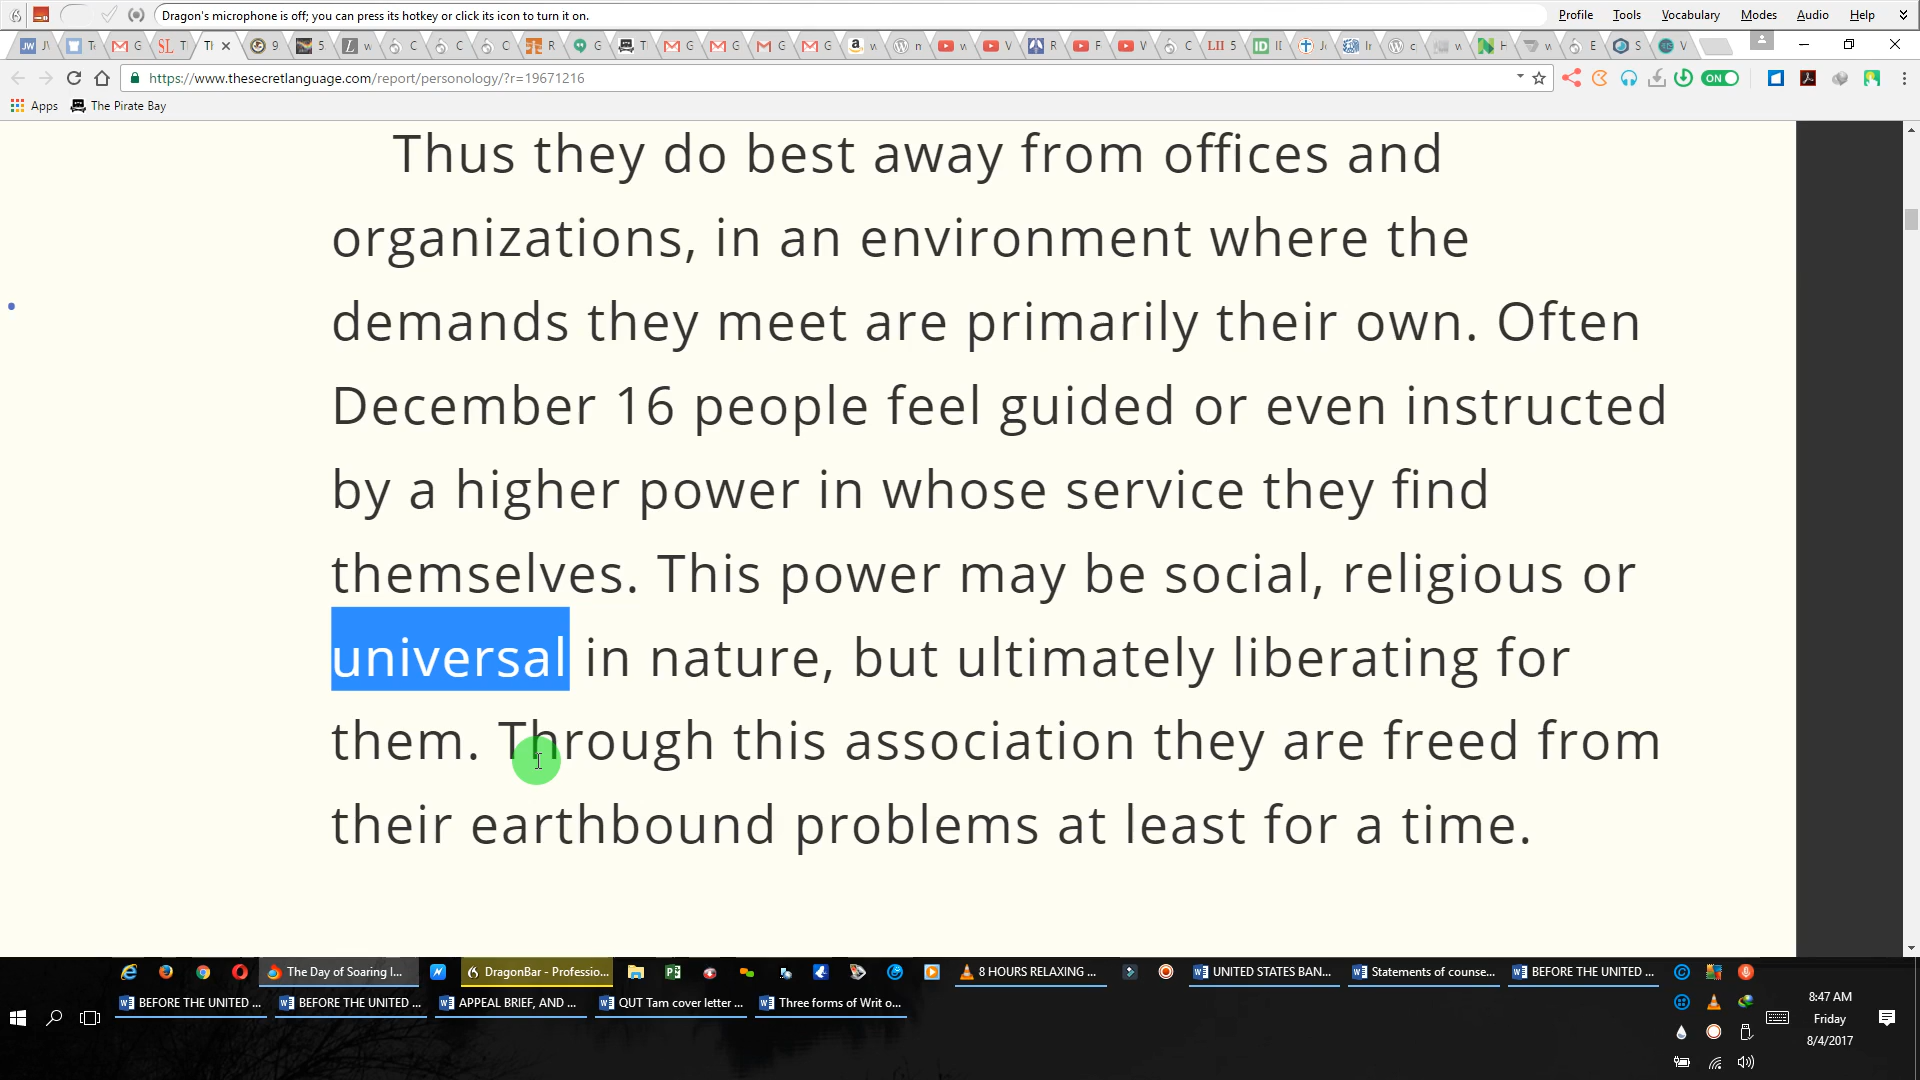 Dragon's microphone is off; you can press its hotkey or click its icon to turn it on.
Profile Tools Vocabulary Modes Audio Help
https://www.thesecretlanguage.com/report/personology/?r=19671216
ON
Apps The Pirate Bay
Thus they do best away from offices and
organizations, in an environment where the
demands they meet are primarily their own. Often
December 16 people feel guided or even instructed
by a higher power in whose service they find
themselves. This power may be social, religious or
universal in nature, but ultimately liberating for
them. Through this association they are freed from
their earthbound problems at least for a time.
The Day of Soaring I... DragonBar - Professio... 8 HOURS RELAXING ... UNITED STATES BAN... Statements of counse... BEFORE THE UNITED ...
BEFORE THE UNITED ... BEFORE THE UNITED ... APPEAL BRIEF, AND ... QUT Tam cover letter ... Three forms of Writ o...
8:47 AM
Friday
8/4/2017